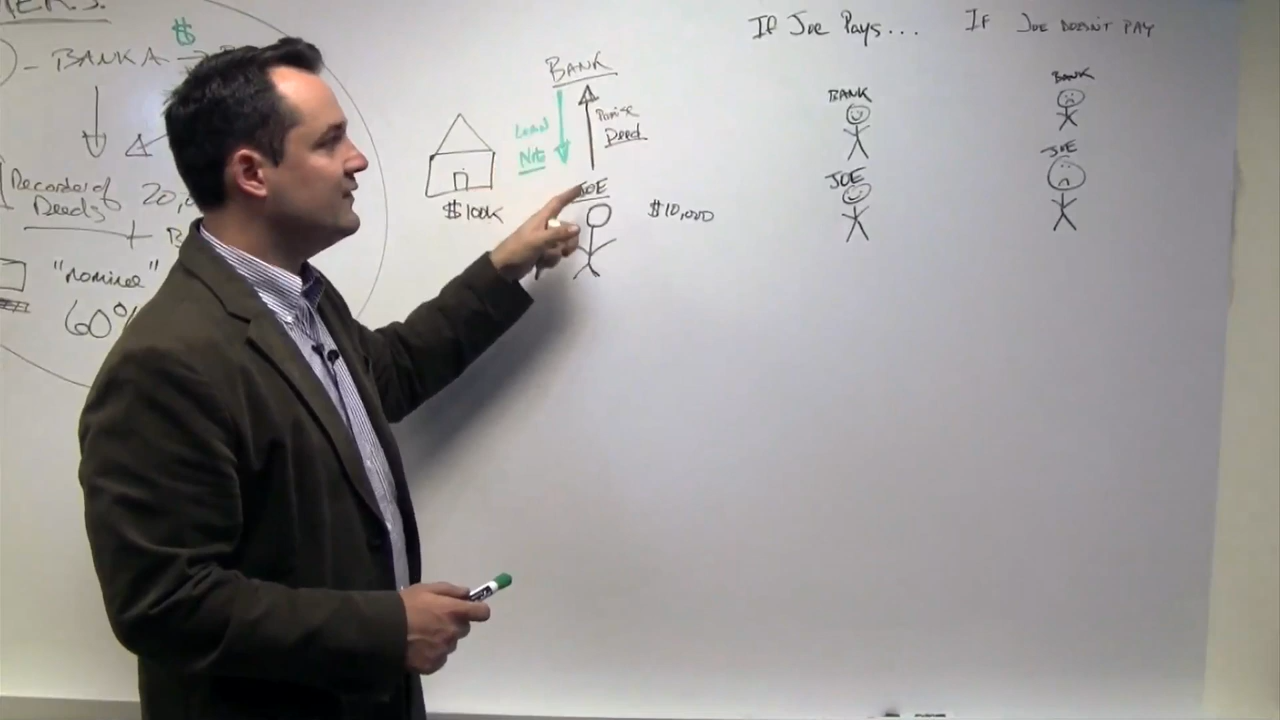 BANK A
$
Recorder of
Deeds
"nominee"
60%
BANK
Loan
Note
Promise
Deed
JOE
$100K
$10,000
If Joe Pays...
BANK
JOE
If JOE DOESN'T PAY
BANK
JOE